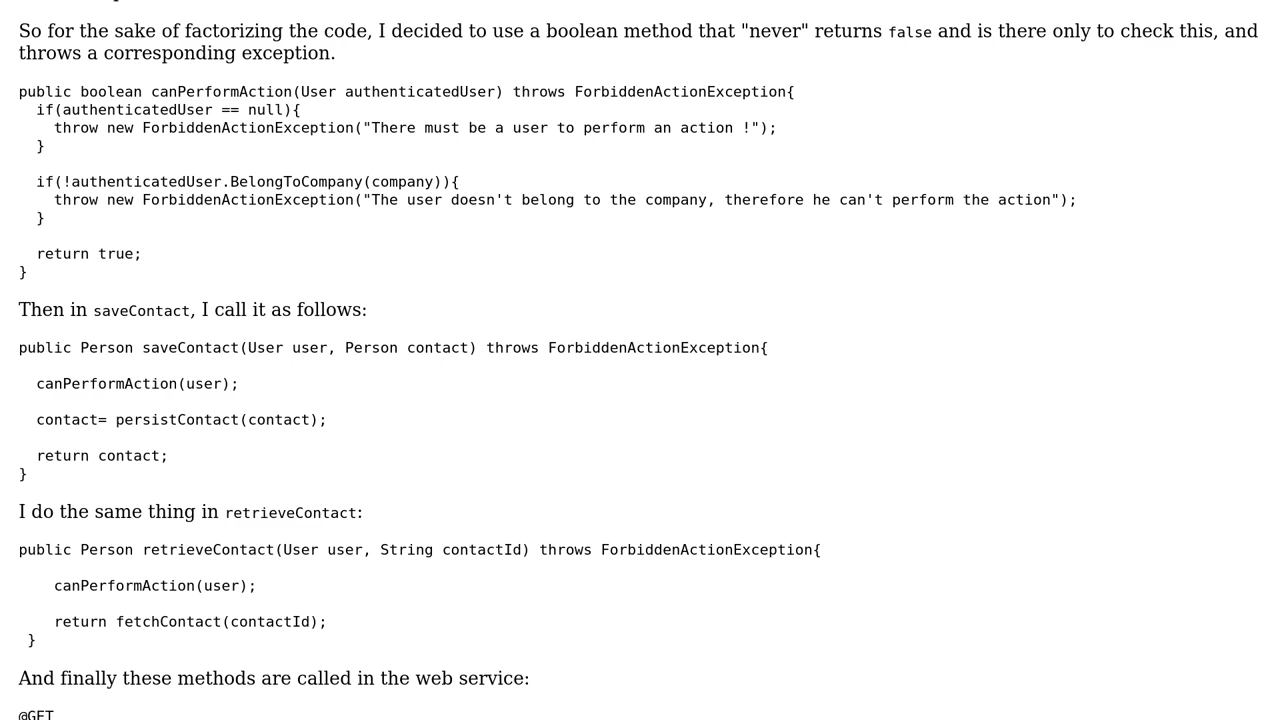 So for the sake of factorizing the code, I decided to use a boolean method that "never" returns false and is there only to check this, and
throws a corresponding exception.
public boolean canPerformAction(User authenticatedUser) throws ForbiddenActionException{
  if(authenticatedUser == null){
    throw new ForbiddenActionException("There must be a user to perform an action !");
  }
  if(!authenticatedUser.BelongToCompany(company)){
    throw new ForbiddenActionException("The user doesn't belong to the company, therefore he can't perform the action");
  }
  return true;
}
Then in saveContact, I call it as follows:
public Person saveContact(User user, Person contact) throws ForbiddenActionException{
  canPerformAction(user);
  contact= persistContact(contact);
  return contact;
}
I do the same thing in retrieveContact:
public Person retrieveContact(User user, String contactId) throws ForbiddenActionException{
    canPerformAction(user);
    return fetchContact(contactId);
 }
And finally these methods are called in the web service:
@GET